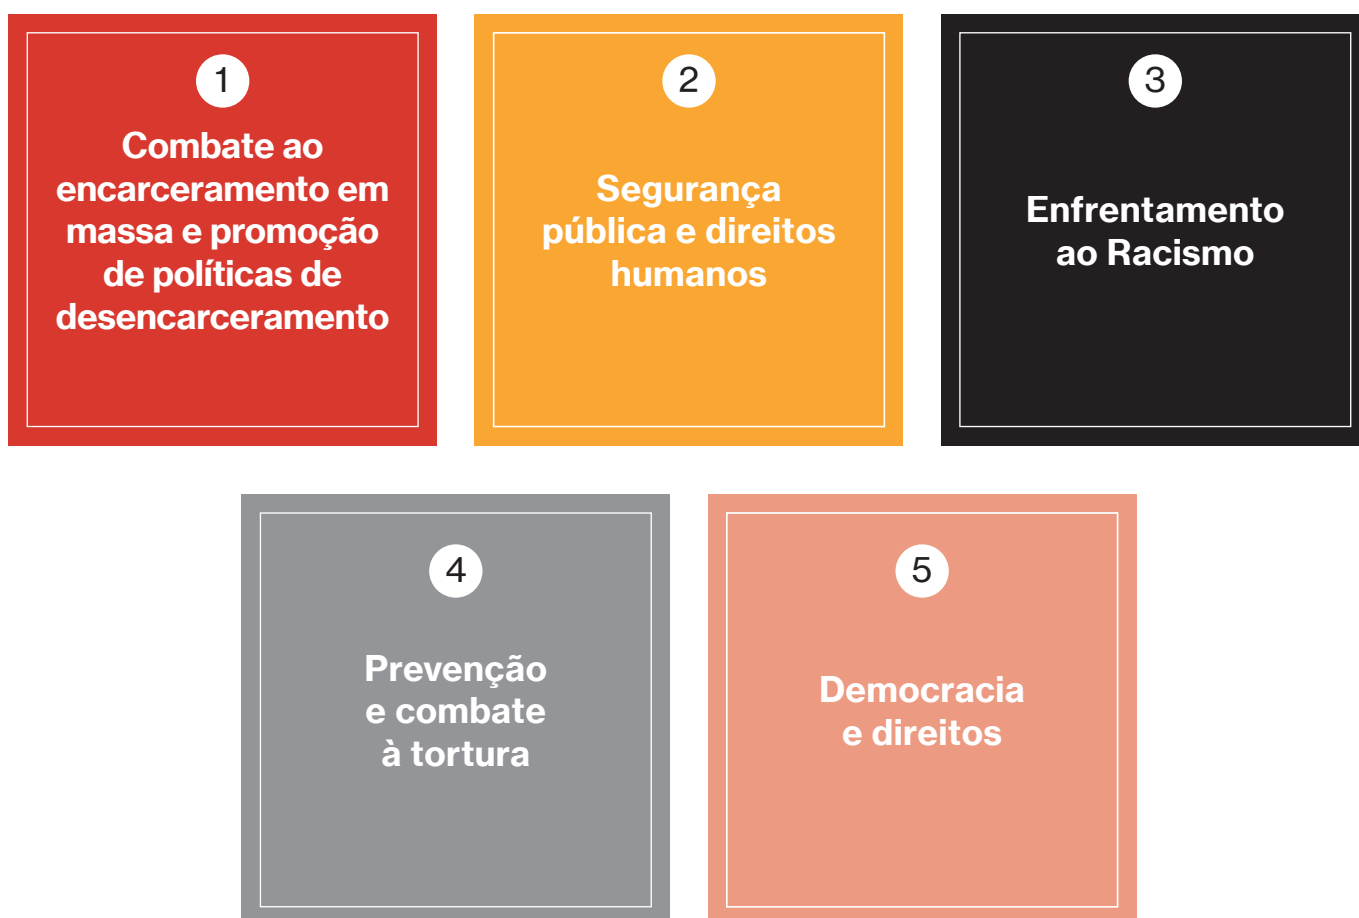 1
Combate ao
encarceramento em
massa e promoção
de políticas de
desencarceramento
2
Segurança
pública e direitos
humanos
3
Enfrentamento
ao Racismo
4
Prevenção
e combate
à tortura
5
Democracia
e direitos